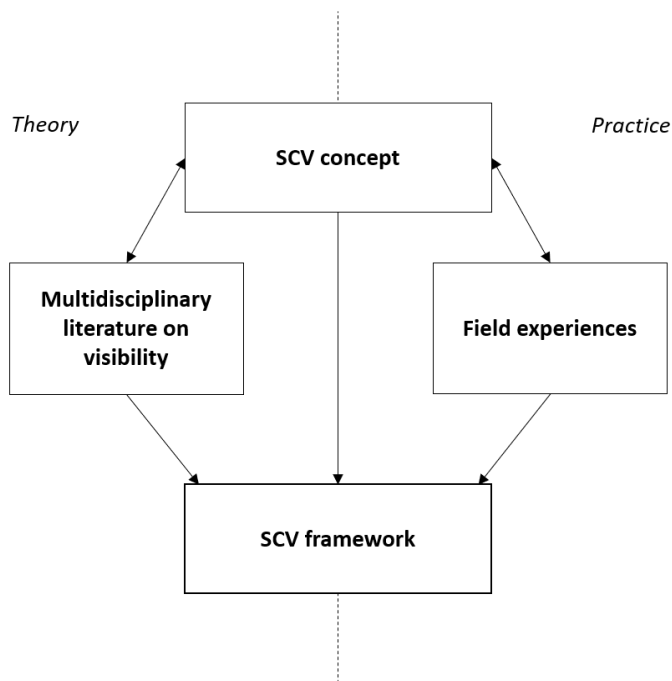 Theory
Practice
SCV concept
Multidisciplinary
literature on
visibility
Field experiences
SCV framework